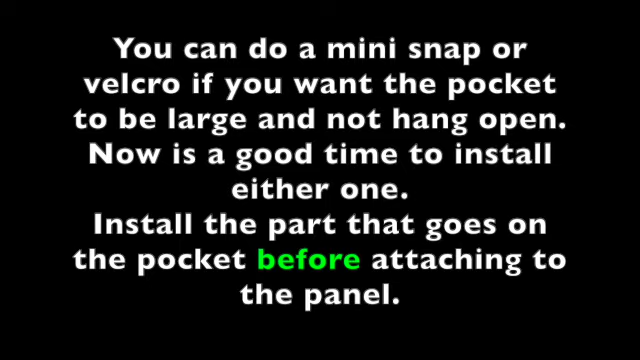 You can do a mini snap or
velcro if you want the pocket
to be large and not hang open.
Now is a good time to install
either one.
Install the part that goes on
the pocket before attaching to
the panel.